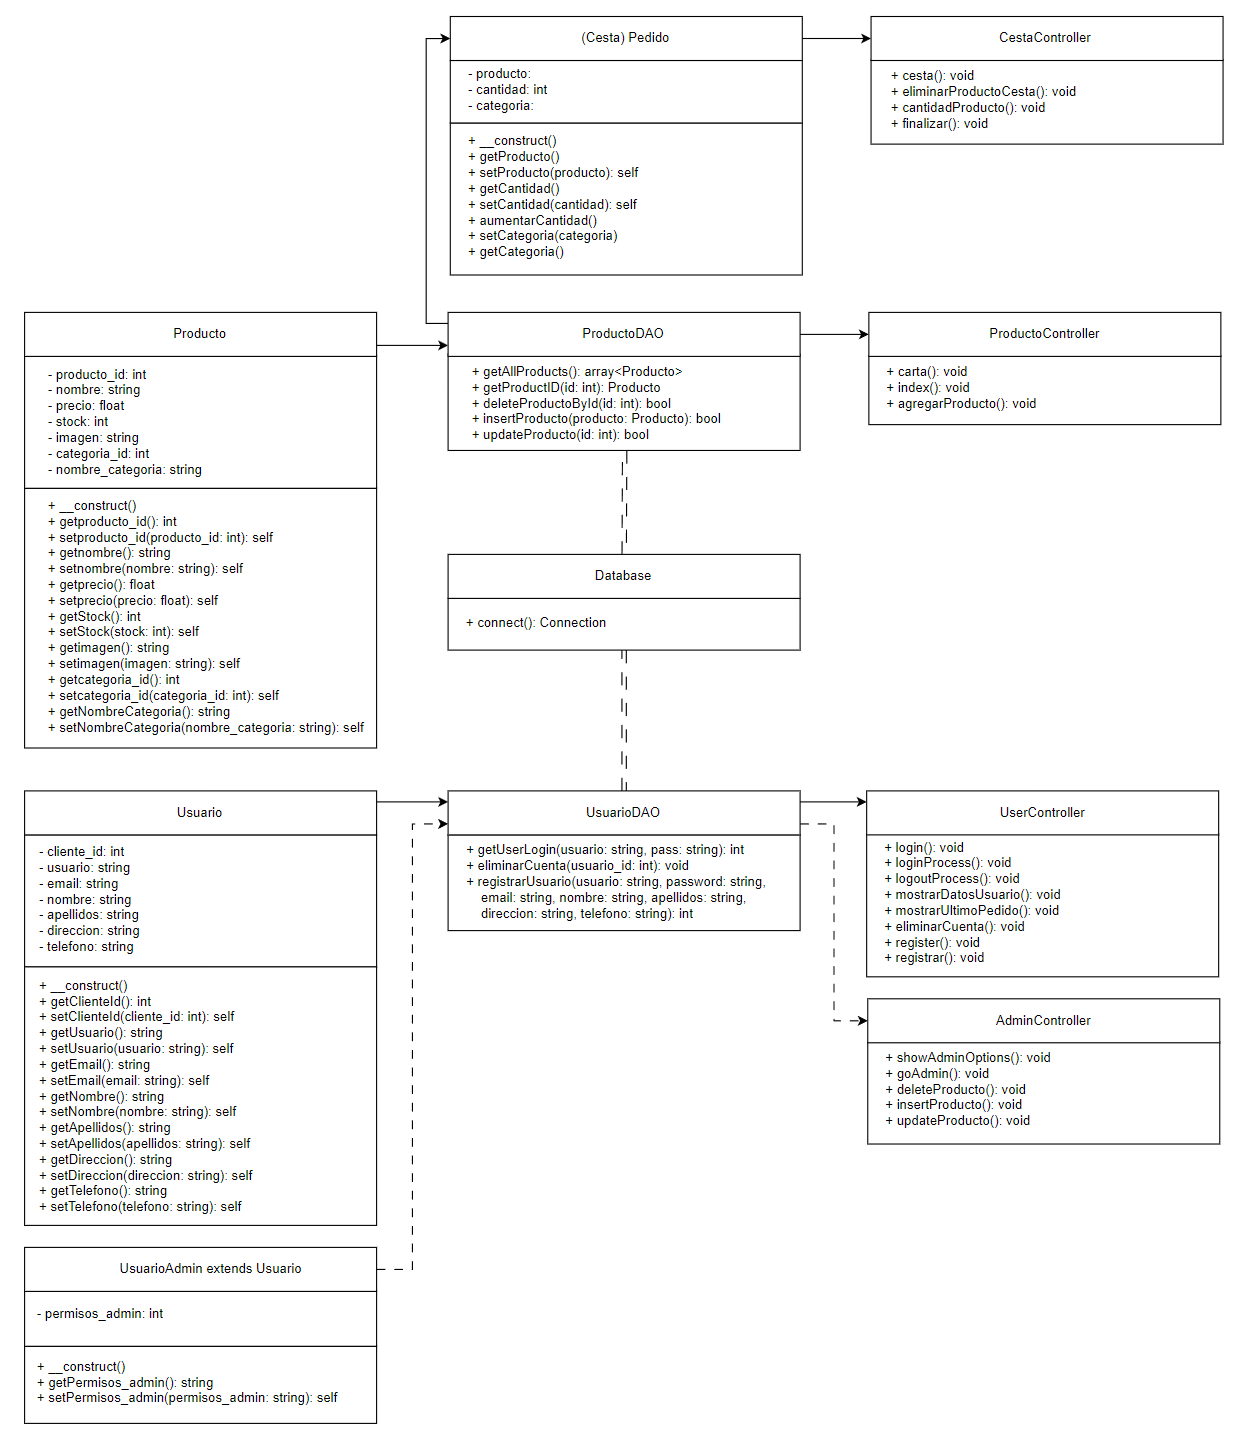 (Cesta) Pedido
- producto:
- cantidad: int
- categoria:
+ __construct()
+ getProducto()
+ setProducto(producto): self
+ getCantidad()
+ setCantidad(cantidad): self
+ aumentarCantidad()
+ setCategoria(categoria)
+ getCategoria()
CestaController
+ cesta(): void
+ eliminarProductoCesta(): void
+ cantidadProducto(): void
+ finalizar(): void
Producto
- producto_id: int
- nombre: string
- precio: float
- stock: int
- imagen: string
- categoria_id: int
- nombre_categoria: string
+ __construct()
+ getproducto_id(): int
+ setproducto_id(producto_id: int): self
+ getnombre(): string
+ setnombre(nombre: string): self
+ getprecio(): float
+ setprecio(precio: float): self
+ getStock(): int
+ setStock(stock: int): self
+ getimagen(): string
+ setimagen(imagen: string): self
+ getcategoria_id(): int
+ setcategoria_id(categoria_id: int): self
+ getNombreCategoria(): string
+ setNombreCategoria(nombre_categoria: string): self
ProductoDAO
+ getAllProducts(): array<Producto>
+ getProductID(id: int): Producto
+ deleteProductoById(id: int): bool
+ insertProducto(producto: Producto): bool
+ updateProducto(id: int): bool
ProductoController
+ carta(): void
+ index(): void
+ agregarProducto(): void
Database
+ connect(): Connection
Usuario
- cliente_id: int
- usuario: string
- email: string
- nombre: string
- apellidos: string
- direccion: string
- telefono: string
+ __construct()
+ getClienteId(): int
+ setClienteId(cliente_id: int): self
+ getUsuario(): string
+ setUsuario(usuario: string): self
+ getEmail(): string
+ setEmail(email: string): self
+ getNombre(): string
+ setNombre(nombre: string): self
+ getApellidos(): string
+ setApellidos(apellidos: string): self
+ getDireccion(): string
+ setDireccion(direccion: string): self
+ getTelefono(): string
+ setTelefono(telefono: string): self
UsuarioDAO
+ getUserLogin(usuario: string, pass: string): int
+ eliminarCuenta(usuario_id: int): void
+ registrarUsuario(usuario: string, password: string,
email: string, nombre: string, apellidos: string,
direccion: string, telefono: string): int
UserController
+ login(): void
+ loginProcess(): void
+ logoutProcess(): void
+ mostrarDatosUsuario(): void
+ mostrarUltimoPedido(): void
+ eliminarCuenta(): void
+ register(): void
+ registrar(): void
AdminController
+ showAdminOptions(): void
+ goAdmin(): void
+ deleteProducto(): void
+ insertProducto(): void
+ updateProducto(): void
UsuarioAdmin extends Usuario
- permisos_admin: int
+ __construct()
+ getPermisos_admin(): string
+ setPermisos_admin(permisos_admin: string): self